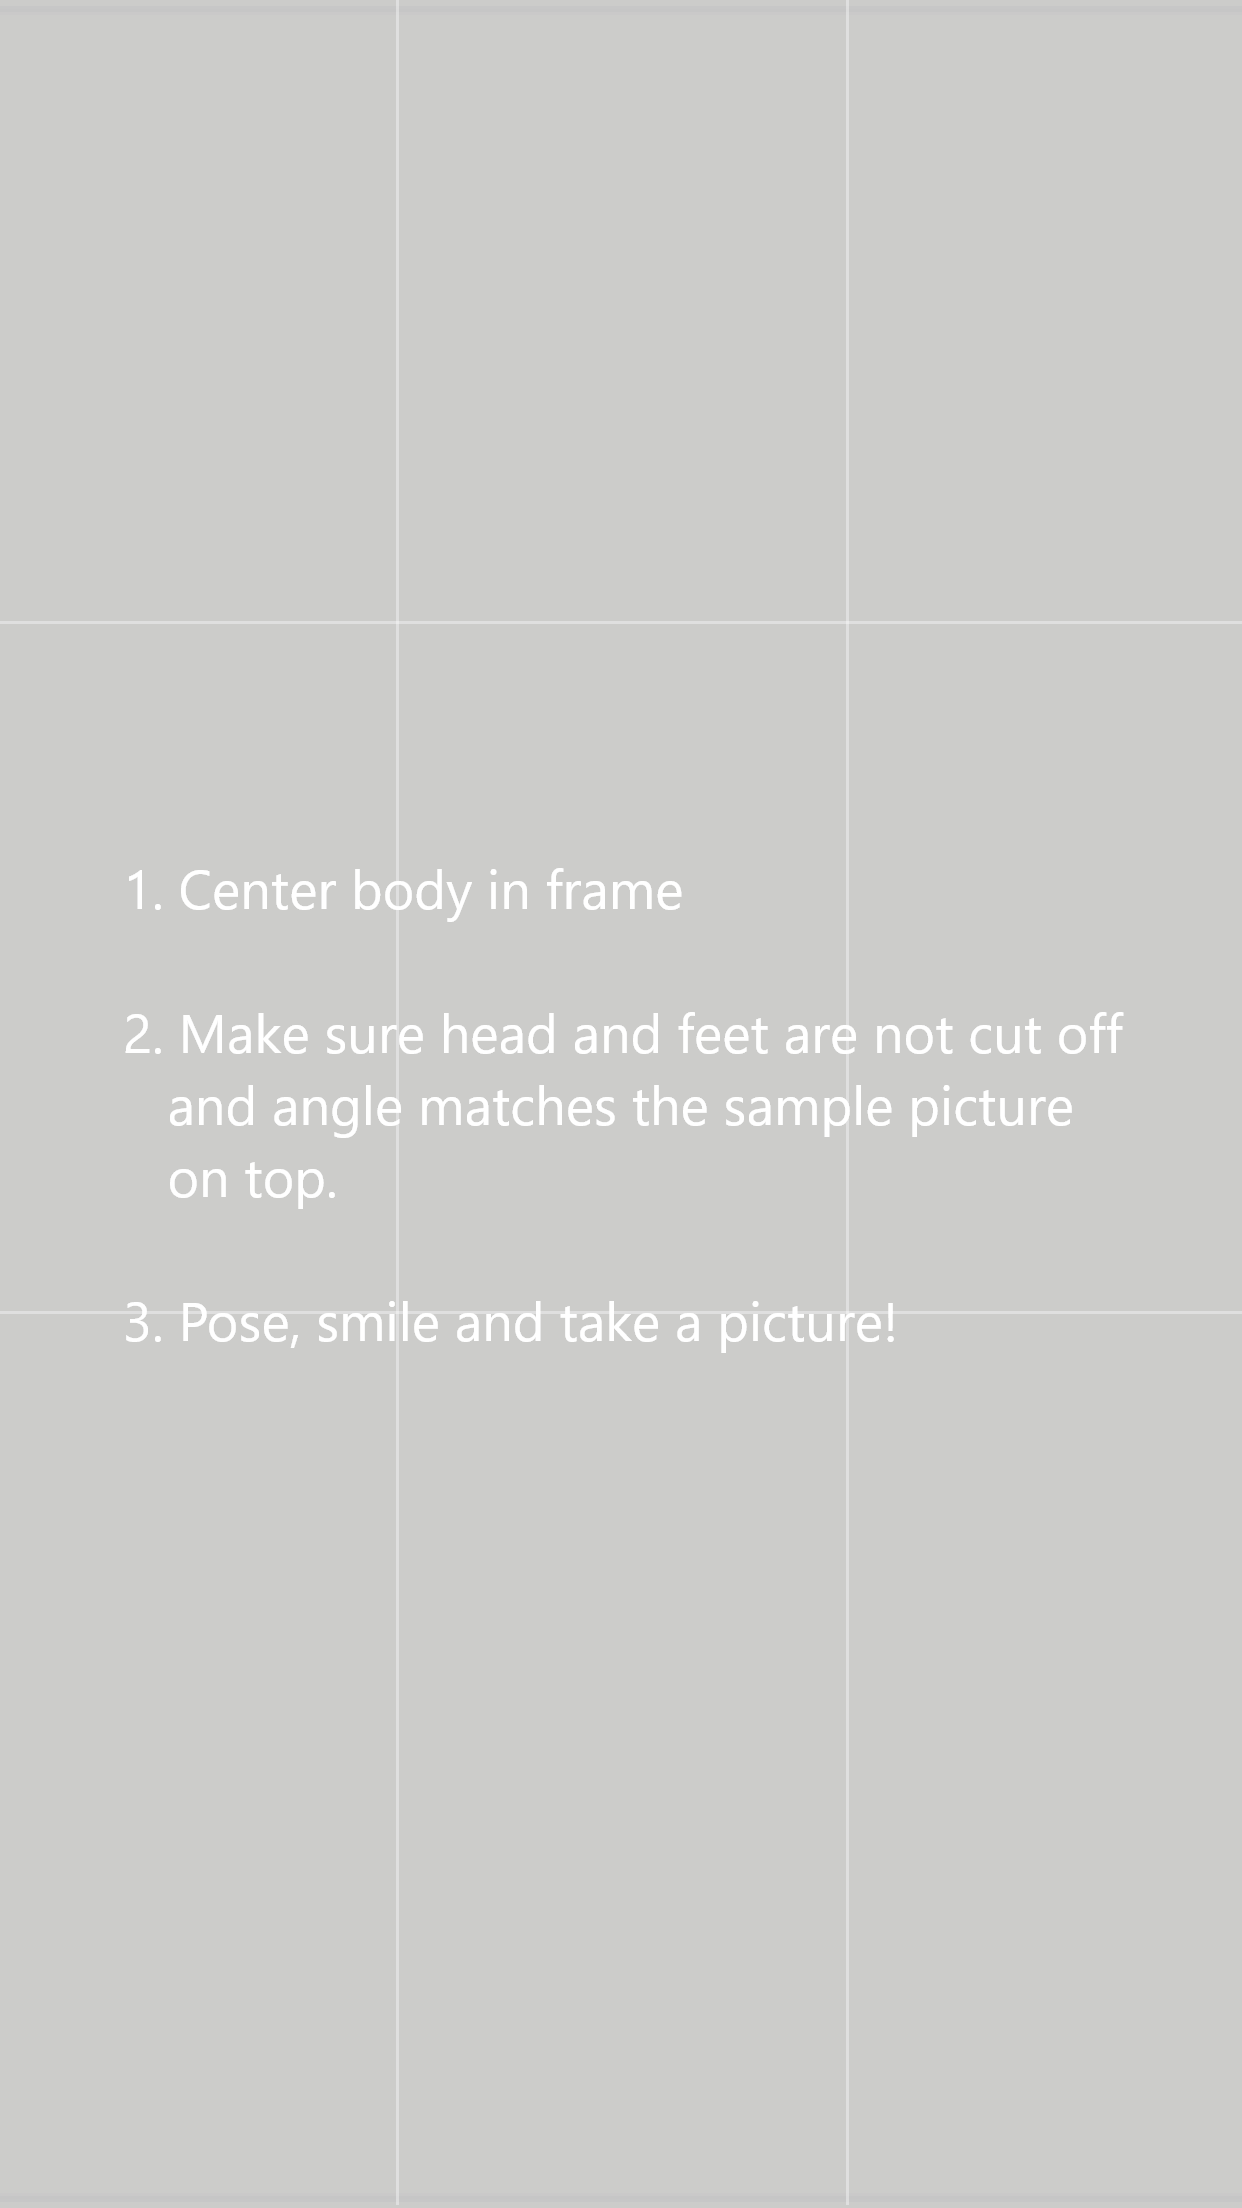 1. Center body in frame
2. Make sure head and feet are not cut off
and angle matches the sample picture
on top.
3. Pose, smile and take a picture!